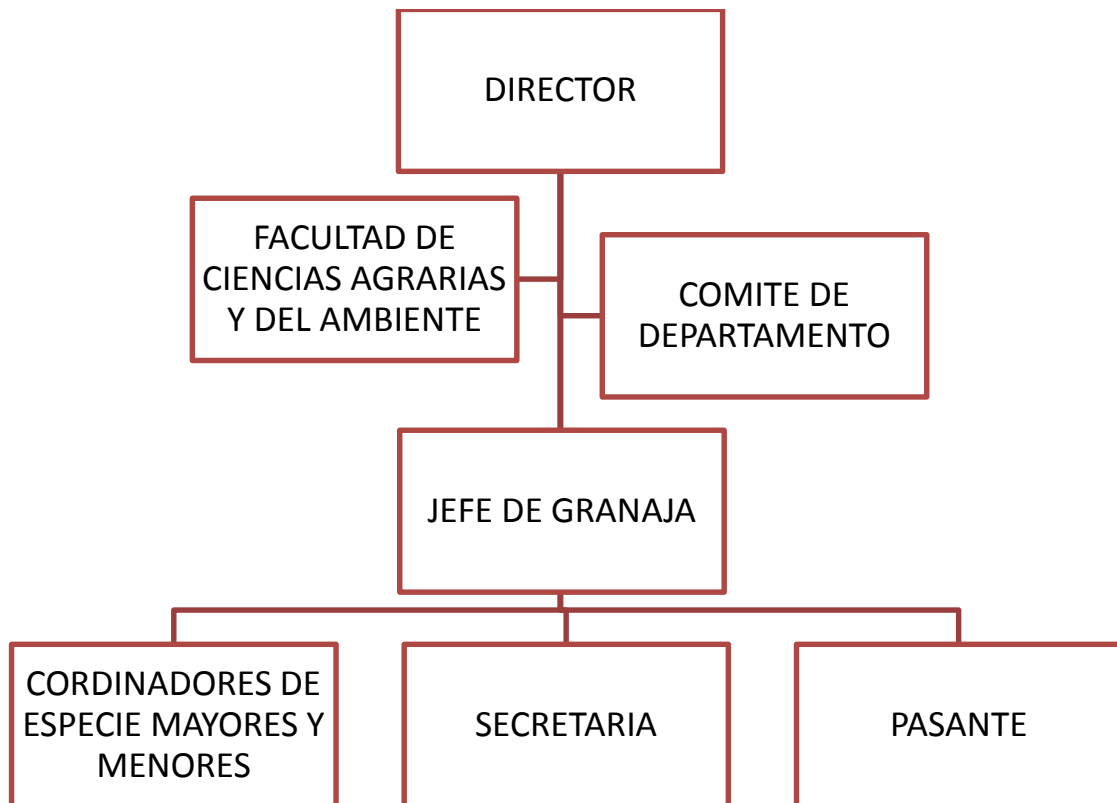 DIRECTOR
FACULTAD DE
CIENCIAS AGRARIAS
Y DEL AMBIENTE
COMITE DE
DEPARTAMENTO
JEFE DE GRANAJA
CORDINADORES DE
ESPECIE MAYORES Y
MENORES
SECRETARIA
PASANTE